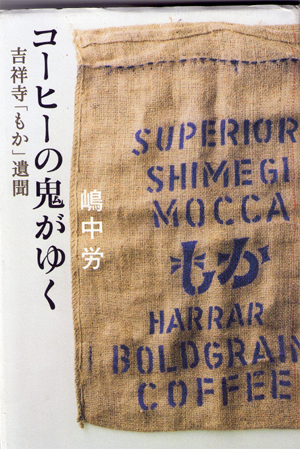 コーヒーの鬼がゆく
吉祥寺「もか」遺聞
嶋中労
SUPERIOR
SHIMEGI
MOCCA
もか
HARRAR
BOLDGRAIN
COFFEE